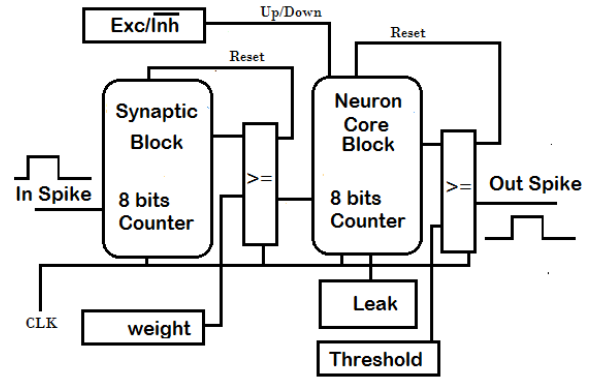 Exc/Inh
Up/Down
Reset
Reset
Synaptic
Block
8 bits
Counter
>=
Neuron
Core
Block
8 bits
Counter
>=
In Spike
Out Spike
CLK
weight
Leak
Threshold